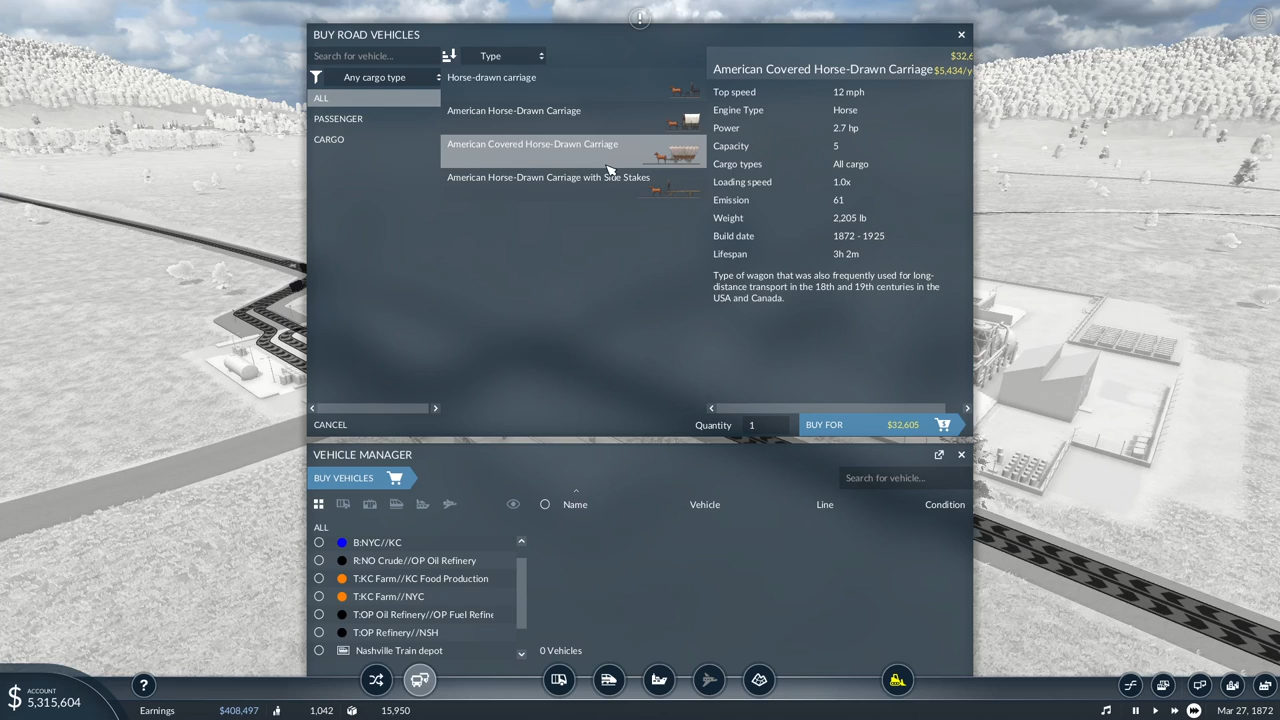 BUY ROAD VEHICLES
Search for vehicle...
Type
Any cargo type
ALL
PASSENGER
CARGO
Horse-drawn carriage
American Horse-Drawn Carriage
American Covered Horse-Drawn Carriage
American Horse-Drawn Carriage with Side Stakes
$32,6
American Covered Horse-Drawn Carriage $5,434/y
Top speed 12 mph
Engine Type Horse
Power 2.7 hp
Capacity 5
Cargo types All cargo
Loading speed 1.0x
Emission 61
Weight 2,205 lb
Build date 1872 - 1925
Lifespan 3h 2m
Type of wagon that was also frequently used for long-
distance transport in the 18th and 19th centuries in the
USA and Canada.
CANCEL
Quantity 1
BUY FOR $32,605
VEHICLE MANAGER
BUY VEHICLES
Search for vehicle...
Name Vehicle Line Condition
ALL
B:NYC//KC
R:NO Crude//OP Oil Refinery
T:KC Farm//KC Food Production
T:KC Farm//NYC
T:OP Oil Refinery//OP Fuel Refine
T:OP Refinery//NSH
Nashville Train depot
0 Vehicles
$ ACCOUNT
5,315,604
?
Earnings $408,497 1,042 15,950
Mar 27, 1872